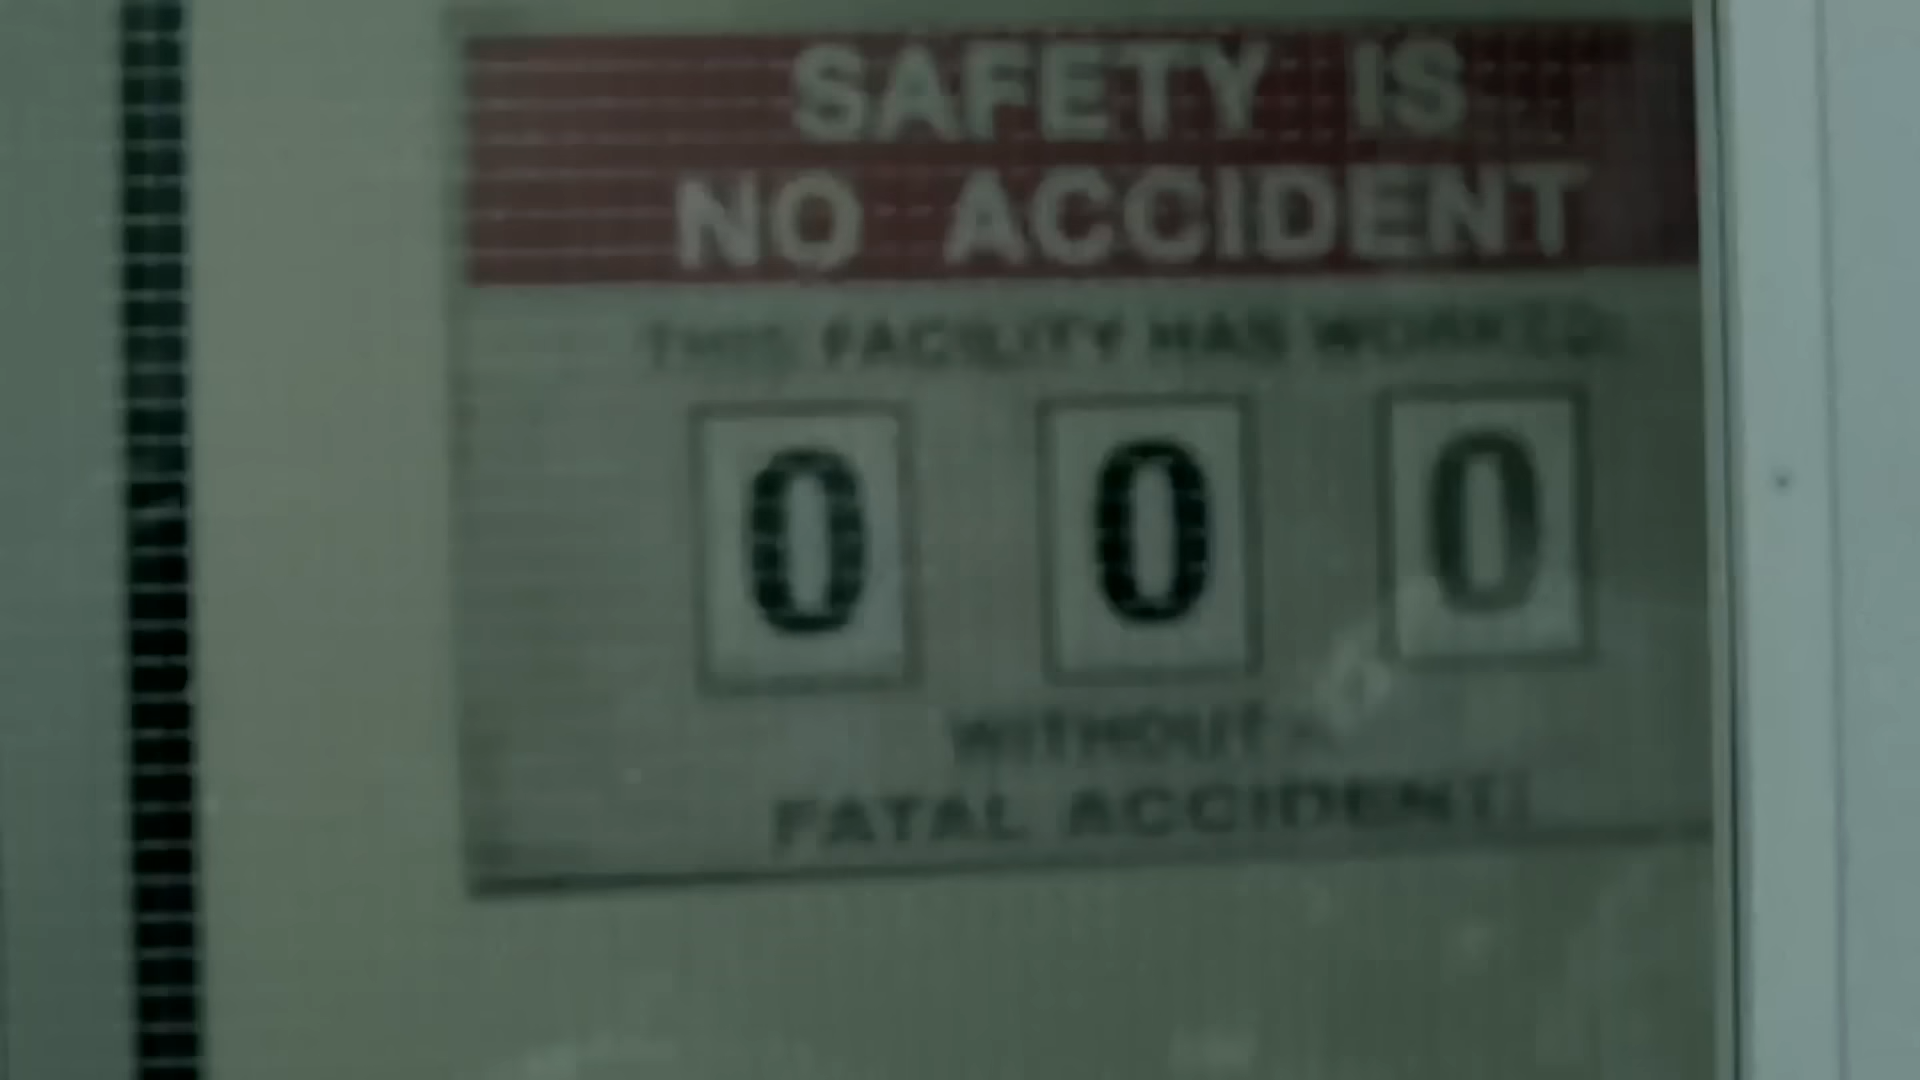 SAFETY IS
NO ACCIDENT
THIS FACILITY HAS WORKED
0 0 0
WITHOUT
FATAL ACCIDENT